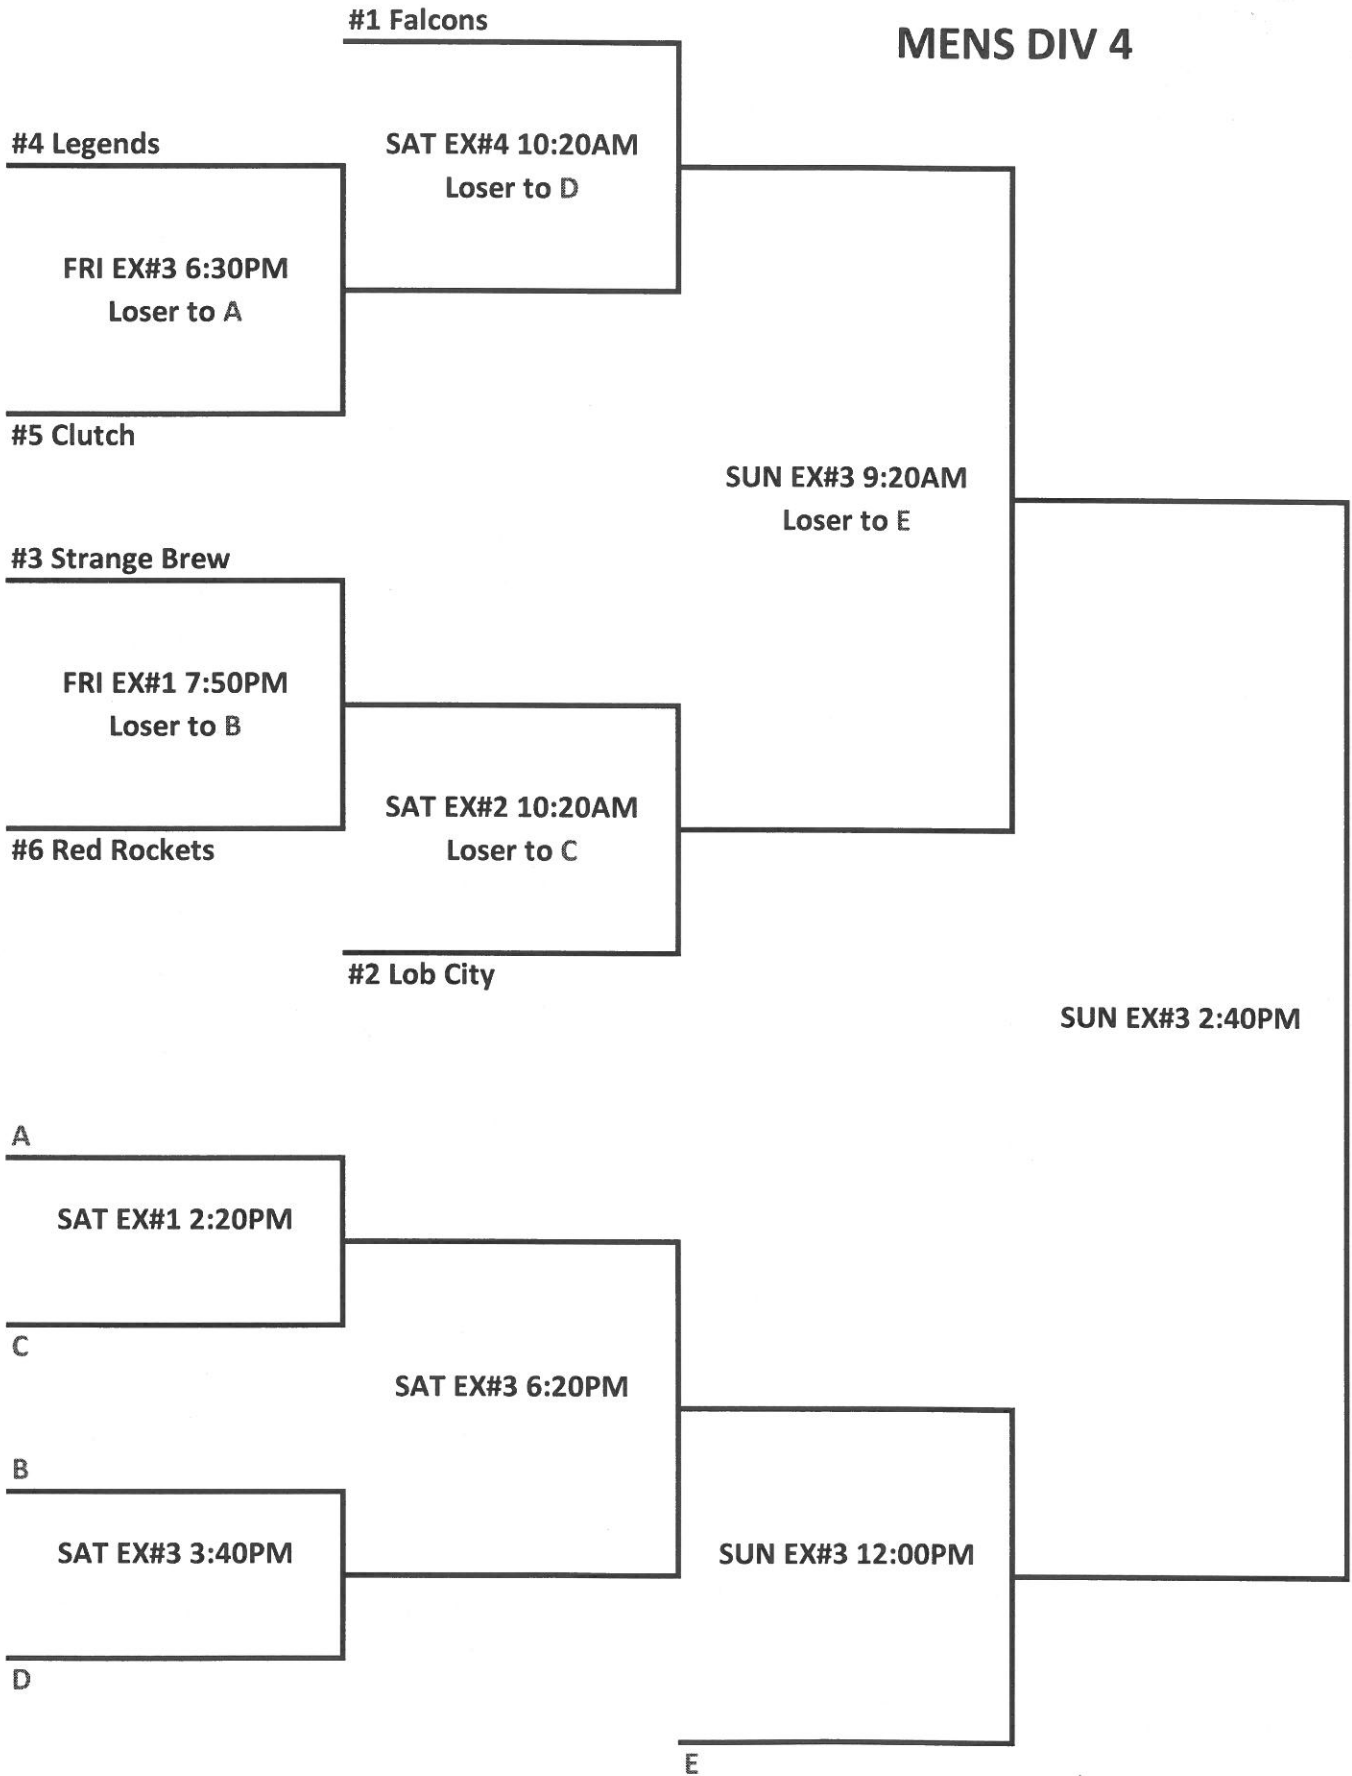 #1 Falcons
MENS DIV 4
#4 Legends
SAT EX#4 10:20AM
Loser to D
FRI EX#3 6:30PM
Loser to A
#5 Clutch
SUN EX#3 9:20AM
Loser to E
#3 Strange Brew
FRI EX#1 7:50PM
Loser to B
SAT EX#2 10:20AM
Loser to C
#6 Red Rockets
#2 Lob City
SUN EX#3 2:40PM
A
SAT EX#1 2:20PM
C
SAT EX#3 6:20PM
B
SAT EX#3 3:40PM
SUN EX#3 12:00PM
D
E